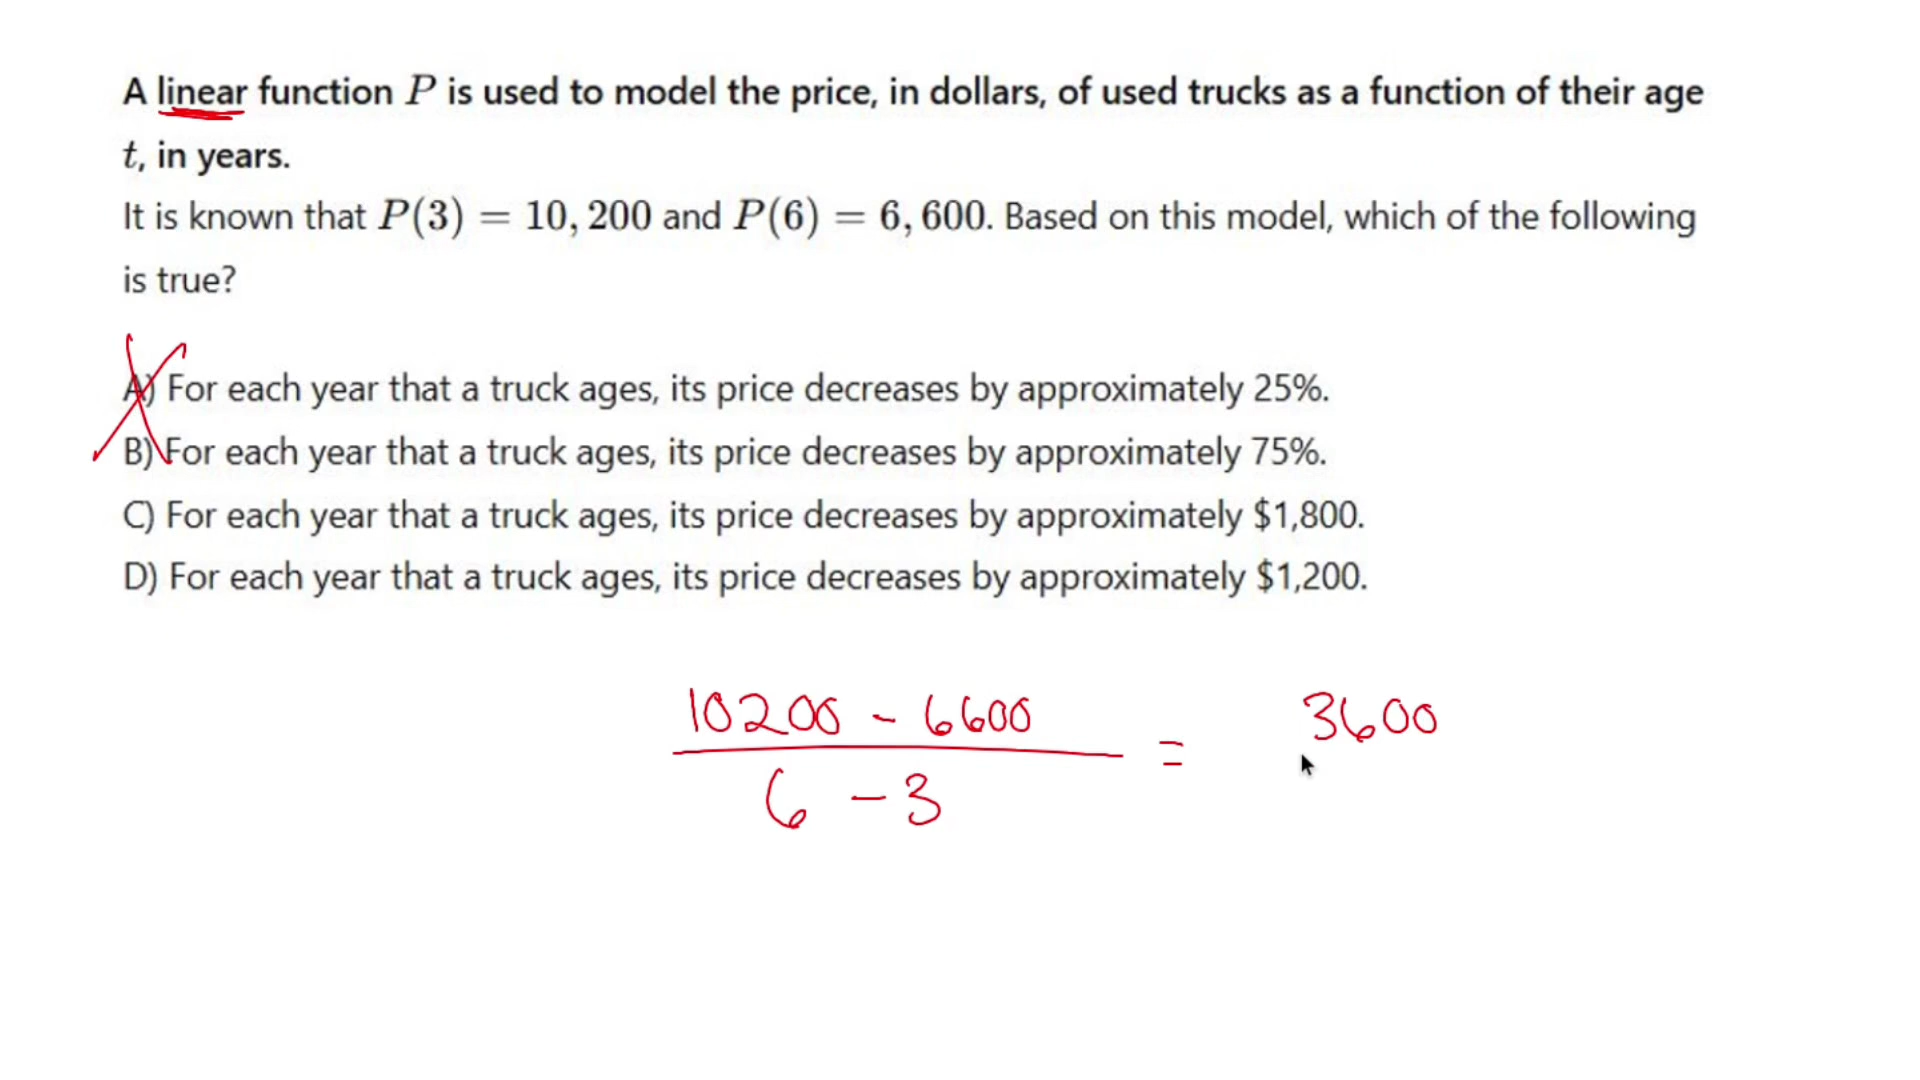 A linear function P is used to model the price, in dollars, of used trucks as a function of their age
t, in years.
It is known that P(3) = 10, 200 and P(6) = 6, 600. Based on this model, which of the following
is true?
A) For each year that a truck ages, its price decreases by approximately 25%.
B) For each year that a truck ages, its price decreases by approximately 75%.
C) For each year that a truck ages, its price decreases by approximately $1,800.
D) For each year that a truck ages, its price decreases by approximately $1,200.
10200 - 6600
6 - 3
=
3600